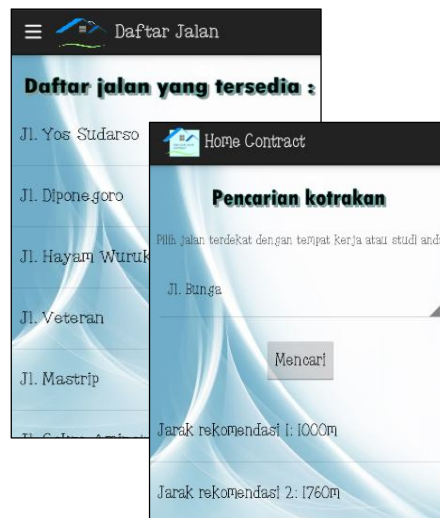 Daftar Jalan
Daftar jalan yang tersedia :
Jl. Yos Sudarso
Jl. Diponegoro
Jl. Hayam Wuruk
Jl. Veteran
Jl. Mastrip
Home Contract
Pencarian kotrakan
Pilih jalan terdekat dengan tempat kerja atau studi
Jl. Bunga
Mencari
Jarak rekomendasi 1: 1000m
Jarak rekomendasi 2: 1760m